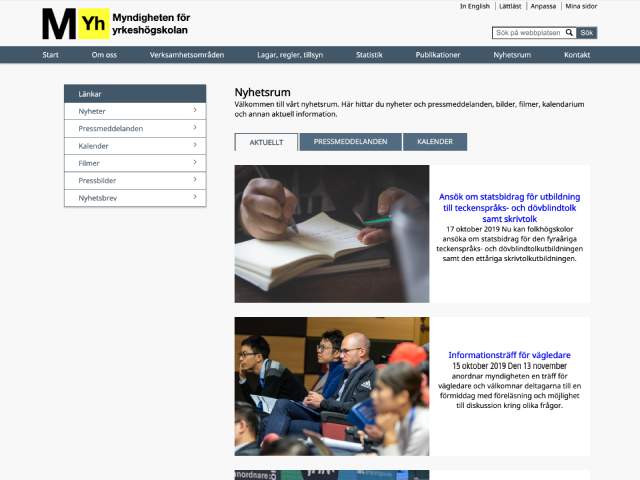 In English
Lättläst
Anpassa
Mina sidor
M Yh Myndigheten för
yrkeshögskolan
Sök på webbplatsen
Sök
Start
Om oss
Verksamhetsområden
Lagar, regler, tillsyn
Statistik
Publikationer
Nyhetsrum
Kontakt
Länkar
Nyheter
Pressmeddelanden
Kalender
Filmer
Pressbilder
Nyhetsbrev
Nyhetsrum
Välkommen till vårt nyhetsrum. Här hittar du nyheter och pressmeddelanden, bilder, filmer, kalendarium
och annan aktuell information.
AKTUELLT
PRESSMEDDELANDEN
KALENDER
Ansök om statsbidrag för utbildning
till teckenspråks- och dövblindtolk
samt skrivtolk
17 oktober 2019 Nu kan folkhögskolor
ansöka om statsbidrag för den fyraåriga
teckenspråks- och dövblindtolkutbildningen
samt den ettåriga skrivtolkutbildningen.
Informationsträff för vägledare
15 oktober 2019 Den 13 november
anordnar myndigheten en träff för
vägledare och välkomnar deltagarna till en
förmiddag med föreläsning och möjlighet
till diskussion kring olika frågor.